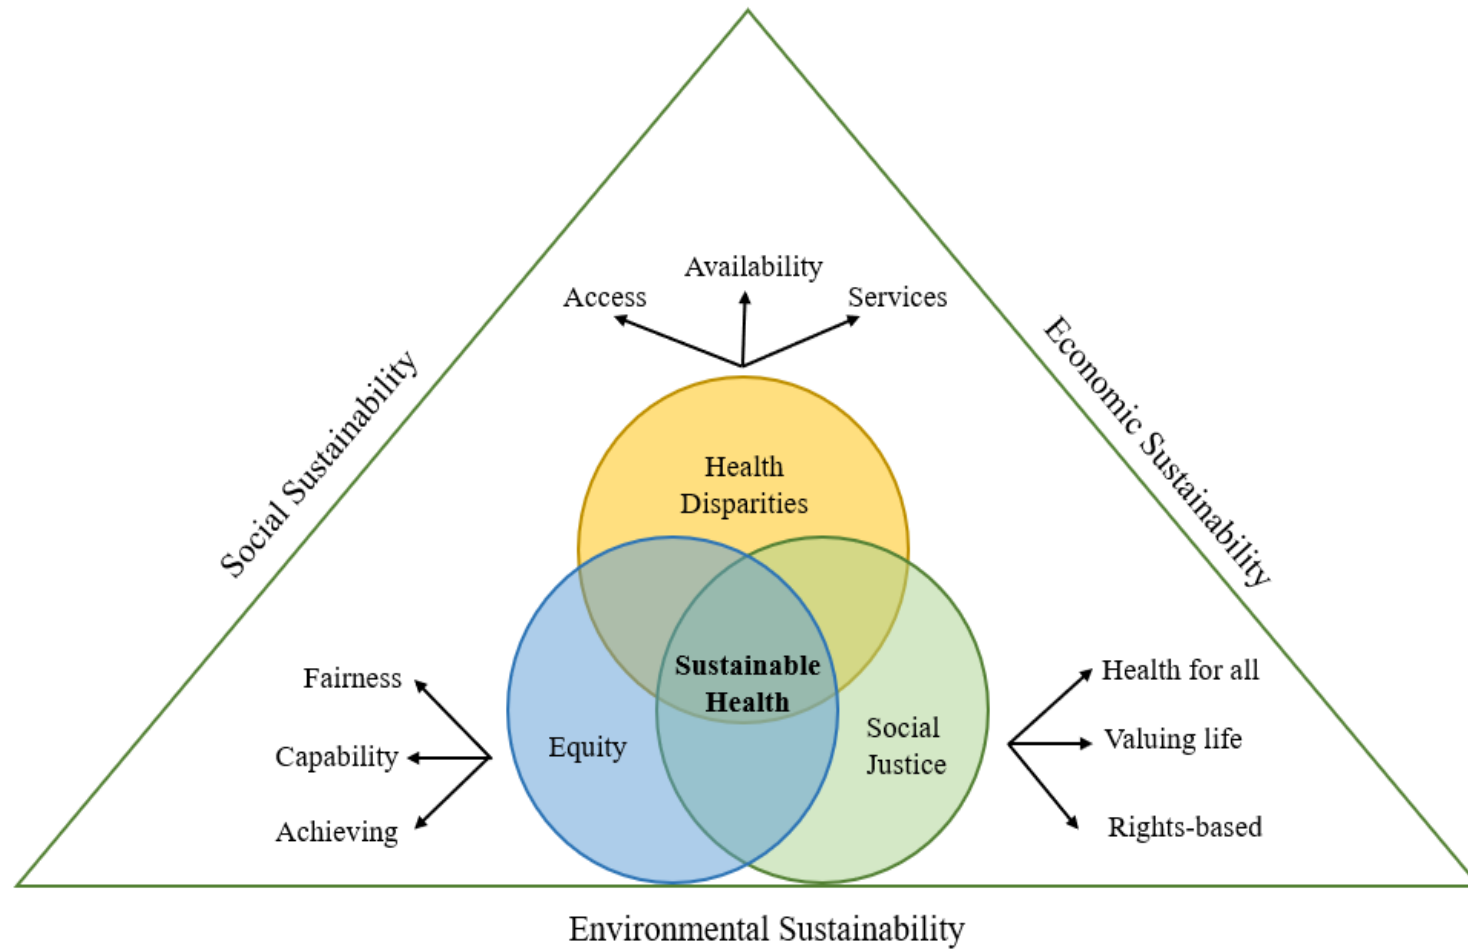 Availability
Access
Services
Social Sustainability
Economic Sustainability
Health
Disparities
Sustainable
Health
Fairness
Capability
Achieving
Equity
Social
Justice
Health for all
Valuing life
Rights-based
Environmental Sustainability